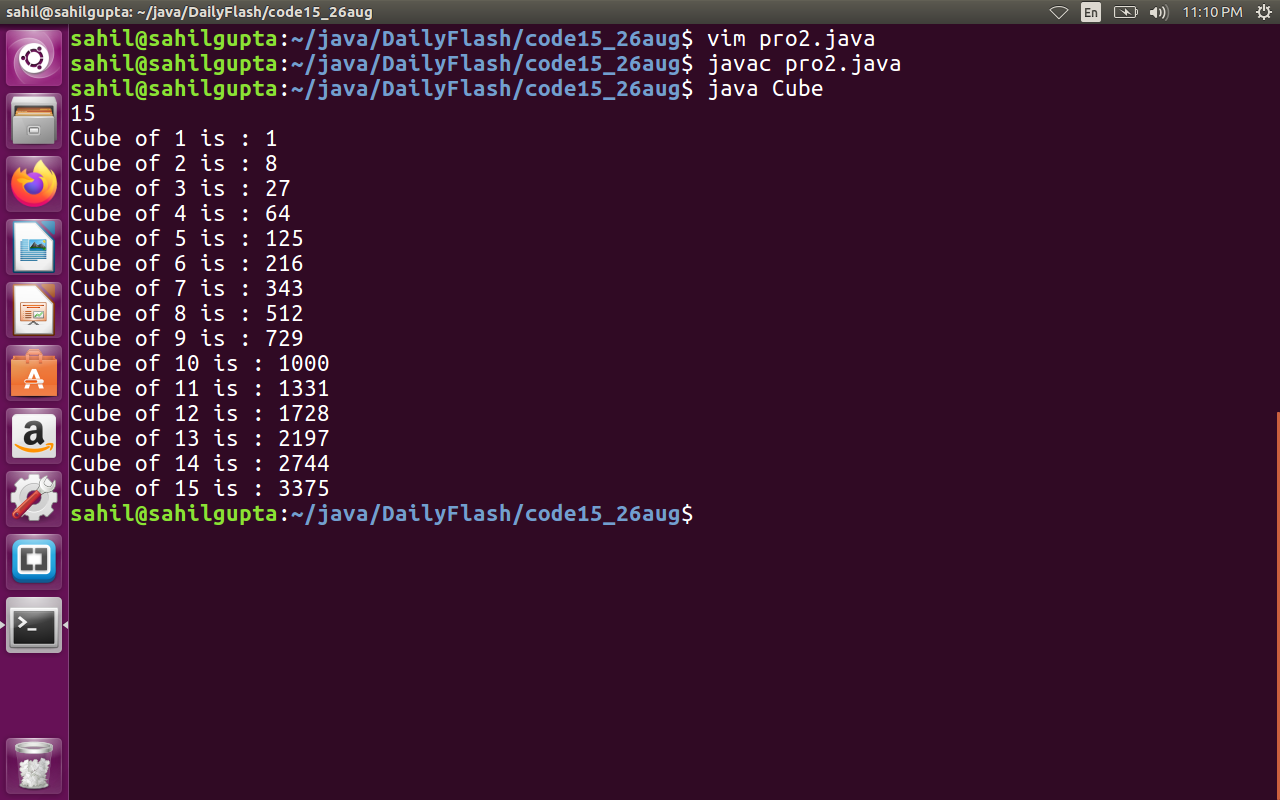 sahil@sahilgupta: ~/java/DailyFlash/code15_26aug
En
11:10 PM
sahil@sahilgupta:~/java/DailyFlash/code15_26aug$ vim pro2.java
sahil@sahilgupta:~/java/DailyFlash/code15_26aug$ javac pro2.java
sahil@sahilgupta:~/java/DailyFlash/code15_26aug$ java Cube
15
Cube of 1 is : 1
Cube of 2 is : 8
Cube of 3 is : 27
Cube of 4 is : 64
Cube of 5 is : 125
Cube of 6 is : 216
Cube of 7 is : 343
Cube of 8 is : 512
Cube of 9 is : 729
Cube of 10 is : 1000
Cube of 11 is : 1331
Cube of 12 is : 1728
Cube of 13 is : 2197
Cube of 14 is : 2744
Cube of 15 is : 3375
sahil@sahilgupta:~/java/DailyFlash/code15_26aug$